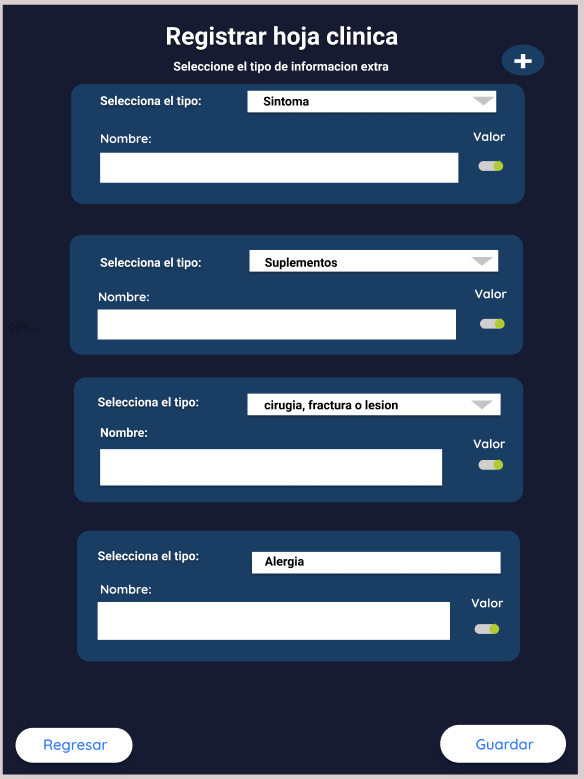 Registrar hoja clinica
Seleccione el tipo de informacion extra
+
Selecciona el tipo: Sintoma
Nombre: Valor
Selecciona el tipo: Suplementos
Nombre: Valor
ope...
Selecciona el tipo: cirugia, fractura o lesion
Nombre:
Valor
Selecciona el tipo: Alergia
Nombre:
Valor
Regresar Guardar